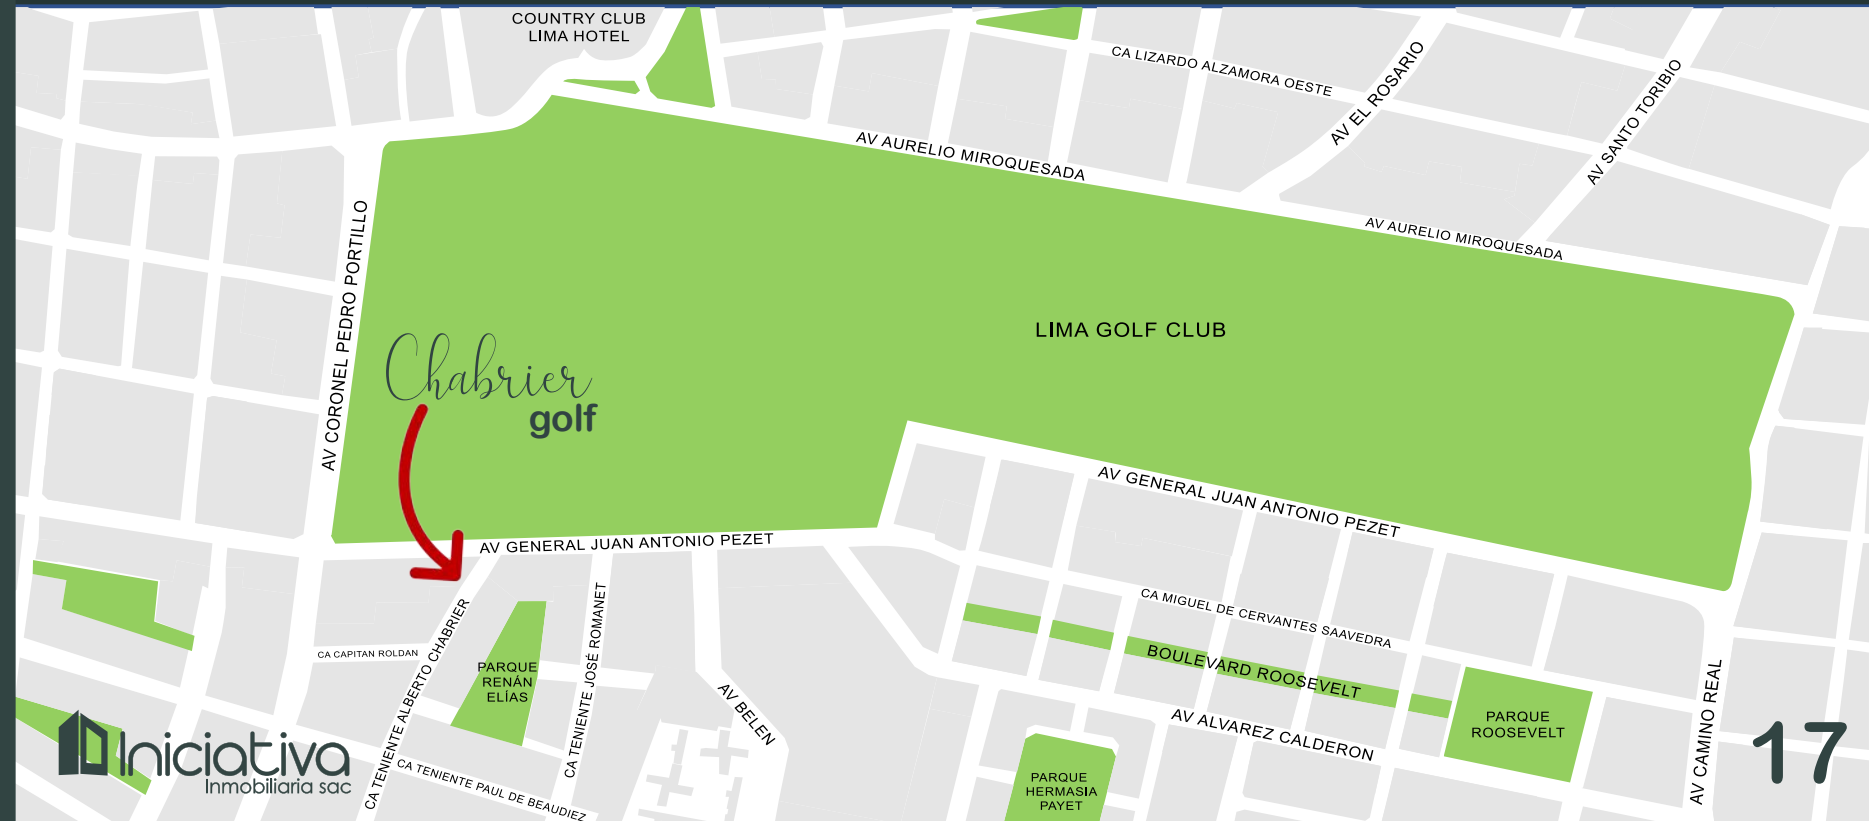 COUNTRY CLUB
LIMA HOTEL
CA LIZARDO ALZAMORA OESTE
AV EL ROSARIO
AV SANTO TORIBIO
AV AURELIO MIROQUESADA
AV AURELIO MIROQUESADA
AV CORONEL PEDRO PORTILLO
LIMA GOLF CLUB
Chabrier
golf
AV GENERAL JUAN ANTONIO PEZET
AV GENERAL JUAN ANTONIO PEZET
CA MIGUEL DE CERVANTES SAAVEDRA
CA CAPITAN ROLDAN
CA TENIENTE ALBERTO CHABRIER
PARQUE
RENÁN
ELÍAS
CA TENIENTE JOSÉ ROMANET
AV BELEN
BOULEVARD ROOSEVELT
AV ALVAREZ CALDERON
PARQUE
ROOSEVELT
AV CAMINO REAL
CA TENIENTE PAUL DE BEAUDIEZ
PARQUE
HERMASIA
PAYET
Iniciativa
Inmobiliaria sac
17